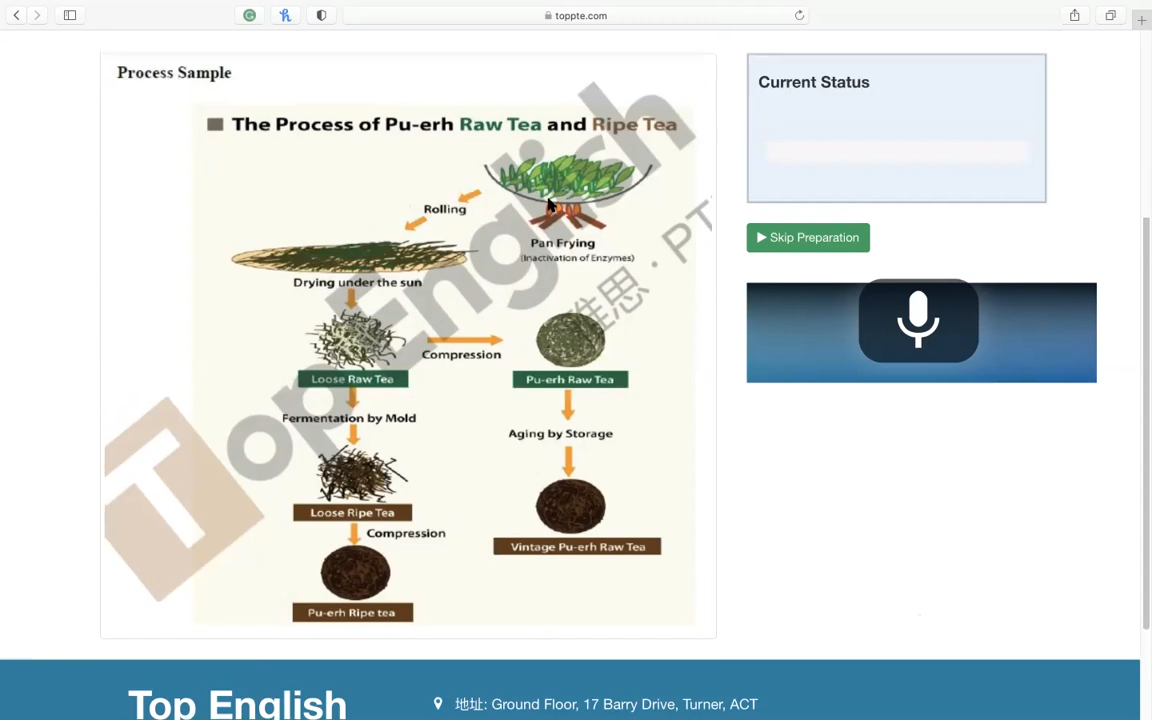 toppte.com
Process Sample
The Process of Pu-erh Raw Tea and Ripe Tea
Rolling
Pan Frying
(Inactivation of Enzymes)
Drying under the sun
Compression
Loose Raw Tea
Pu-erh Raw Tea
Fermentation by Mold
Aging by Storage
Loose Ripe Tea
Compression
Vintage Pu-erh Raw Tea
Pu-erh Ripe tea
TopEnglish
思·PT
Current Status
Skip Preparation
Top English
地址: Ground Floor, 17 Barry Drive, Turner, ACT